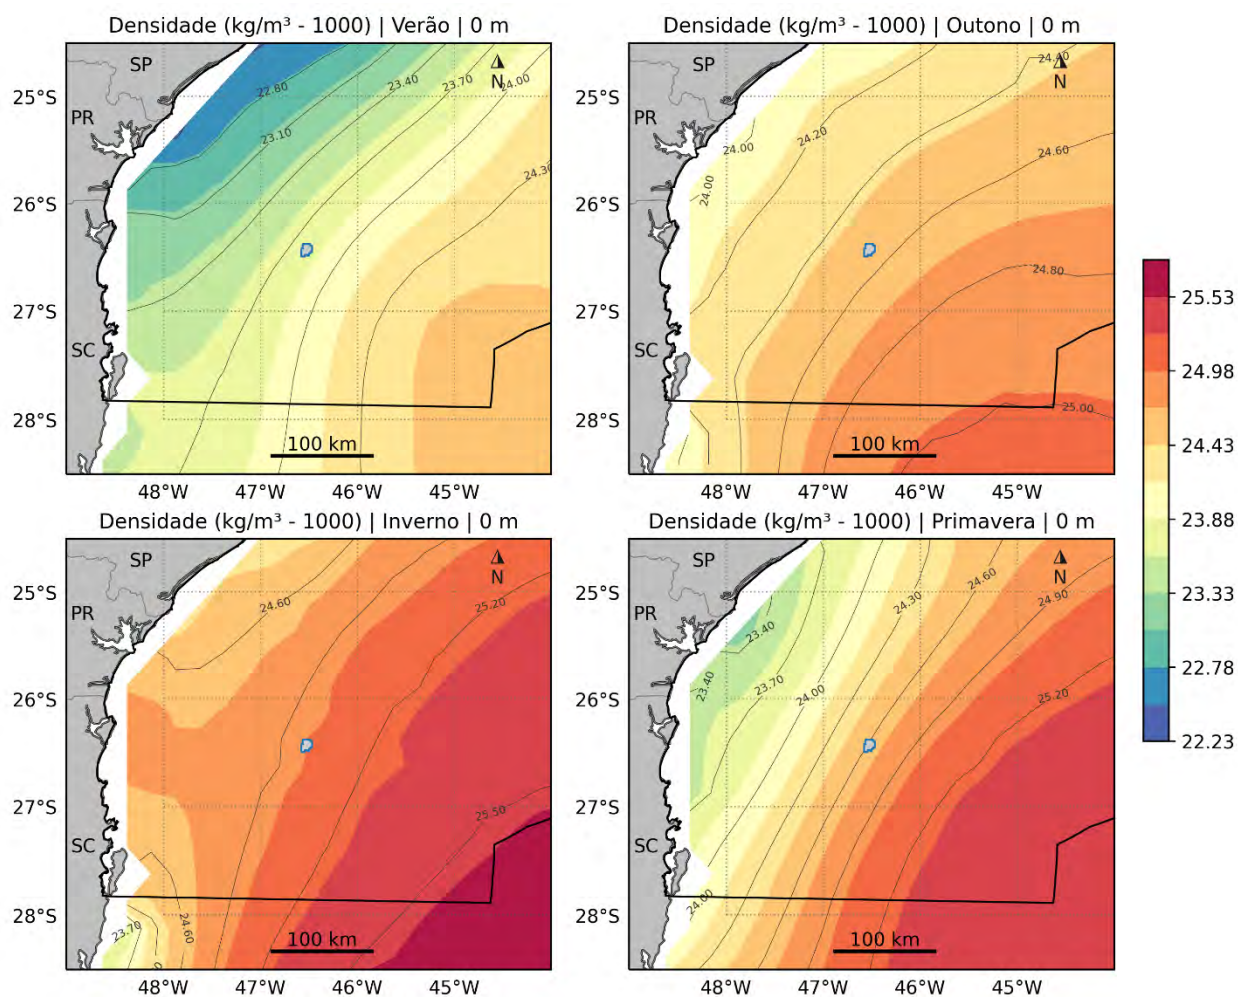 Densidade (kg/m³ - 1000) | Verão | 0 m
SP
PR
SC
N
22.80
23.10
23.40
23.70
24.00
24.30
25°S
26°S
27°S
28°S
100 km
48°W
47°W
46°W
45°W
Densidade (kg/m³ - 1000) | Outono | 0 m
SP
PR
SC
N
24.40
24.20
24.00
24.00
24.60
24.80
25.00
25°S
26°S
27°S
28°S
100 km
48°W
47°W
46°W
45°W
Densidade (kg/m³ - 1000) | Inverno | 0 m
SP
PR
SC
N
24.60
25.20
25.50
24.60
23.70
25°S
26°S
27°S
28°S
100 km
48°W
47°W
46°W
45°W
Densidade (kg/m³ - 1000) | Primavera | 0 m
SP
PR
SC
N
23.40
23.40
23.70
24.00
24.30
24.60
24.90
25.20
24.00
25°S
26°S
27°S
28°S
100 km
48°W
47°W
46°W
45°W
25.53
24.98
24.43
23.88
23.33
22.78
22.23